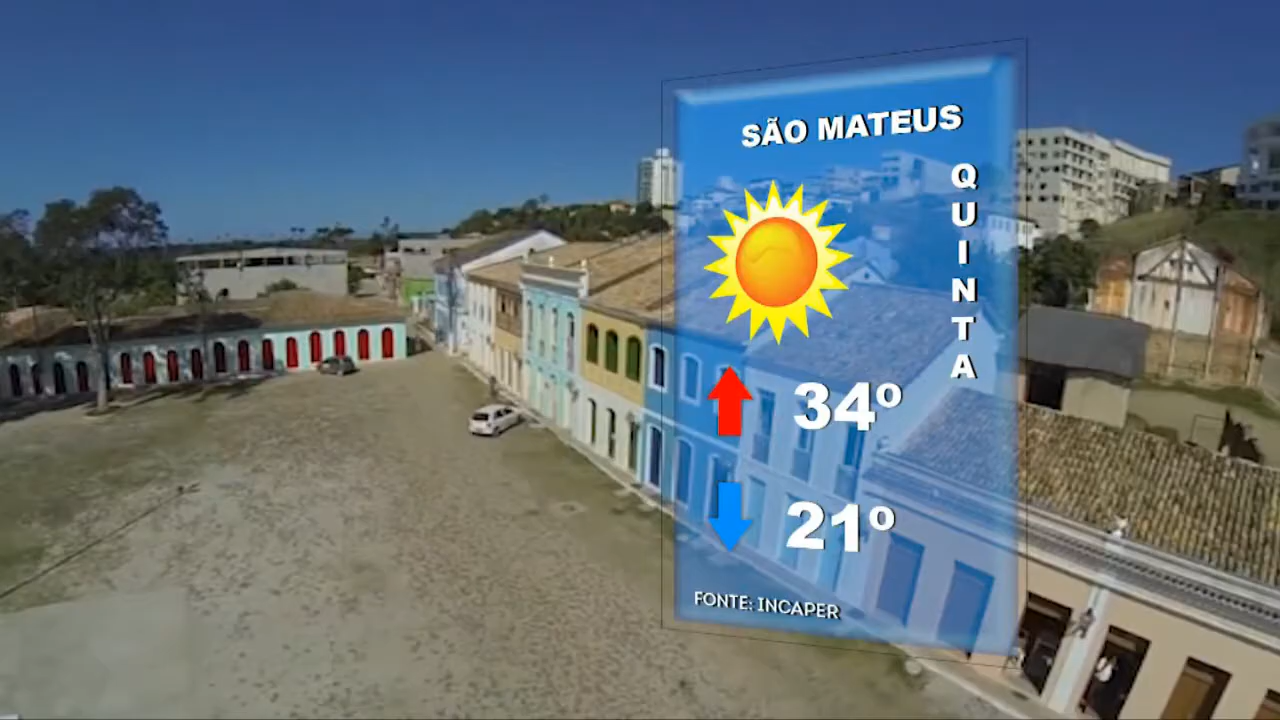 SÃO MATEUS
QUINTA
34º
21º
FONTE: INCAPER